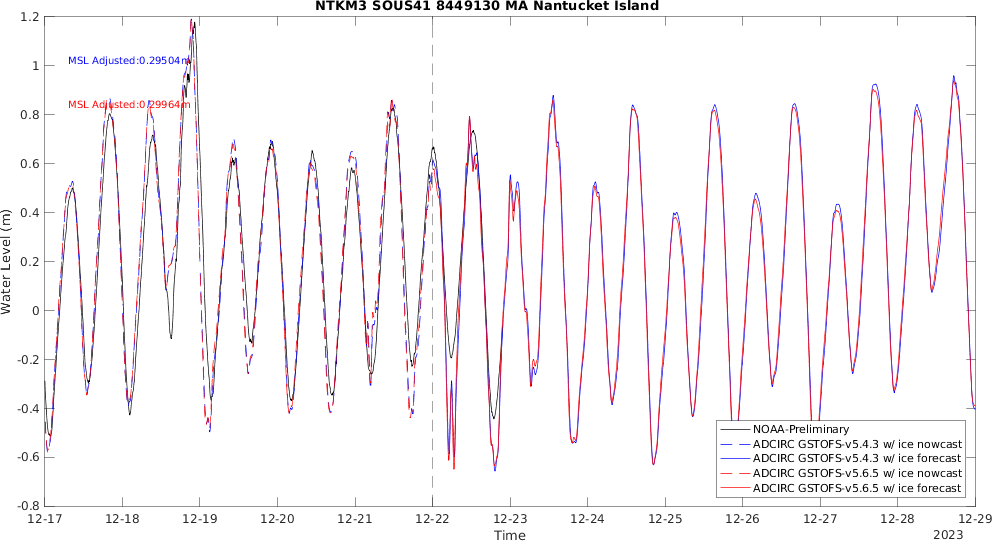 NTKM3 SOUS41 8449130 MA Nantucket Island
1.2
1
0.8
0.6
0.4
0.2
0
-0.2
-0.4
-0.6
-0.8
Water Level (m)
MSL Adjusted:0.29504m
MSL Adjusted:0.29964m
NOAA-Preliminary
ADCIRC GSTOFS-v5.4.3 w/ ice nowcast
ADCIRC GSTOFS-v5.4.3 w/ ice forecast
ADCIRC GSTOFS-v5.6.5 w/ ice nowcast
ADCIRC GSTOFS-v5.6.5 w/ ice forecast
12-17 12-18 12-19 12-20 12-21 12-22 12-23 12-24 12-25 12-26 12-27 12-28 12-29
Time
2023